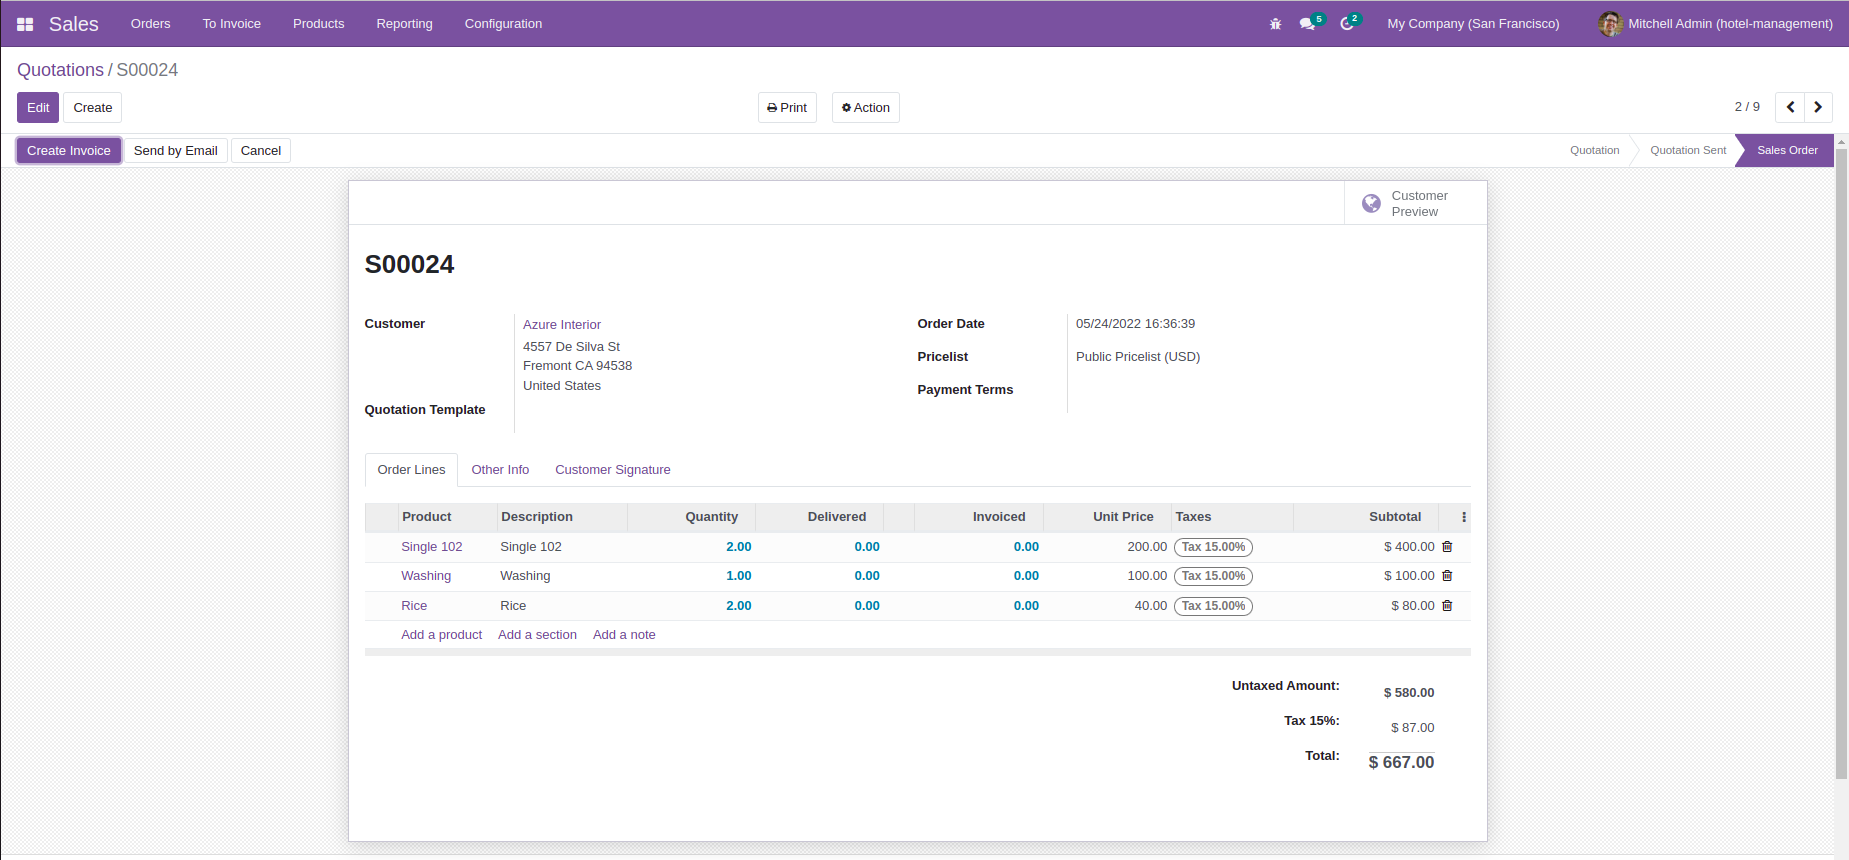 Sales Orders To Invoice Products Reporting Configuration 5 2 My Company (San Francisco) Mitchell Admin (hotel-management)
Quotations / S00024
Edit Create Print Action 2 / 9
Create Invoice Send by Email Cancel Quotation Quotation Sent Sales Order
Customer
Preview
S00024
Customer Azure Interior Order Date 05/24/2022 16:36:39
4557 De Silva St
Fremont CA 94538
United States
Pricelist Public Pricelist (USD)
Payment Terms
Quotation Template
Order Lines Other Info Customer Signature
Product Description Quantity Delivered Invoiced Unit Price Taxes Subtotal
Single 102 Single 102 2.00 0.00 0.00 200.00 Tax 15.00% $ 400.00
Washing Washing 1.00 0.00 0.00 100.00 Tax 15.00% $ 100.00
Rice Rice 2.00 0.00 0.00 40.00 Tax 15.00% $ 80.00
Add a product Add a section Add a note
Untaxed Amount: $ 580.00
Tax 15%: $ 87.00
Total: $ 667.00